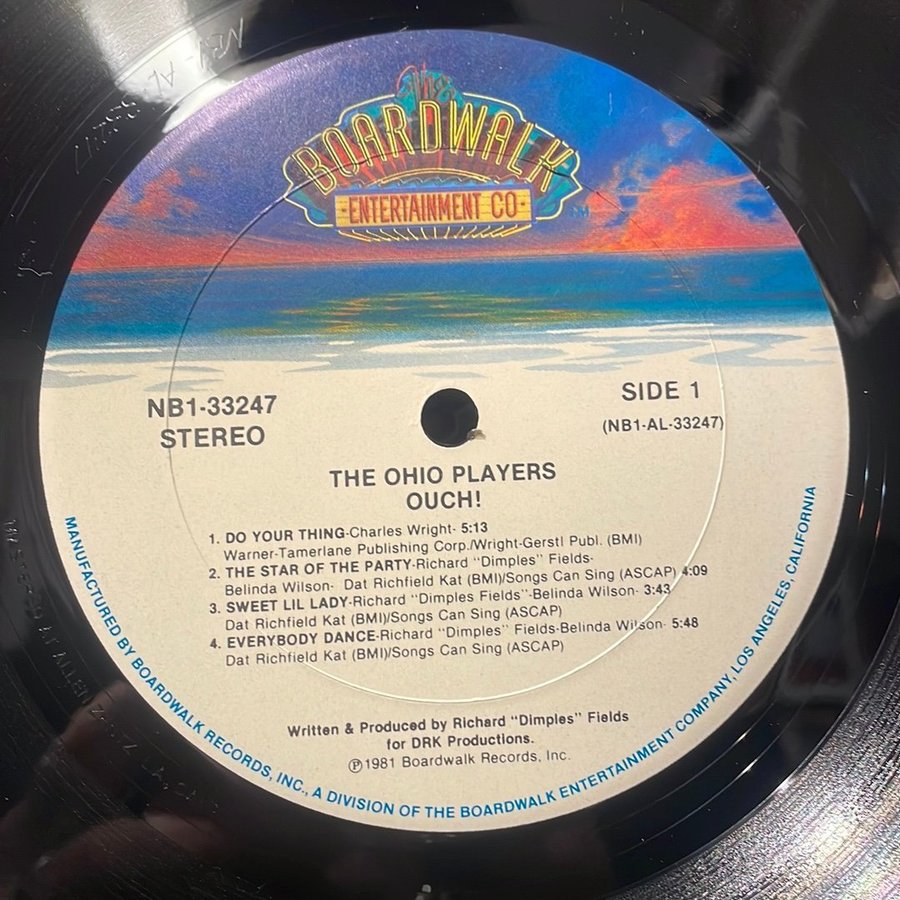 The
BOARDWALK
ENTERTAINMENT CO
NB1-33247
STEREO
SIDE 1
(NB1-AL-33247)
THE OHIO PLAYERS
OUCH!
1. DO YOUR THING-Charles Wright- 5:13
Warner-Tamerlane Publishing Corp./Wright-Gerstl Publ. (BMI)
2. THE STAR OF THE PARTY-Richard "Dimples" Fields-
Belinda Wilson- Dat Richfield Kat (BMI)/Songs Can Sing (ASCAP) 4:09
3. SWEET LIL LADY-Richard "Dimples Fields"-Belinda Wilson- 3:43
Dat Richfield Kat (BMI)/Songs Can Sing (ASCAP)
4. EVERYBODY DANCE-Richard "Dimples" Fields-Belinda Wilson- 5:48
Dat Richfield Kat (BMI)/Songs Can Sing (ASCAP)
Written & Produced by Richard "Dimples" Fields
for DRK Productions.
℗1981 Boardwalk Records, Inc.
MANUFACTURED BY BOARDWALK RECORDS, INC., A DIVISION OF THE BOARDWALK ENTERTAINMENT COMPANY, LOS ANGELES, CALIFORNIA